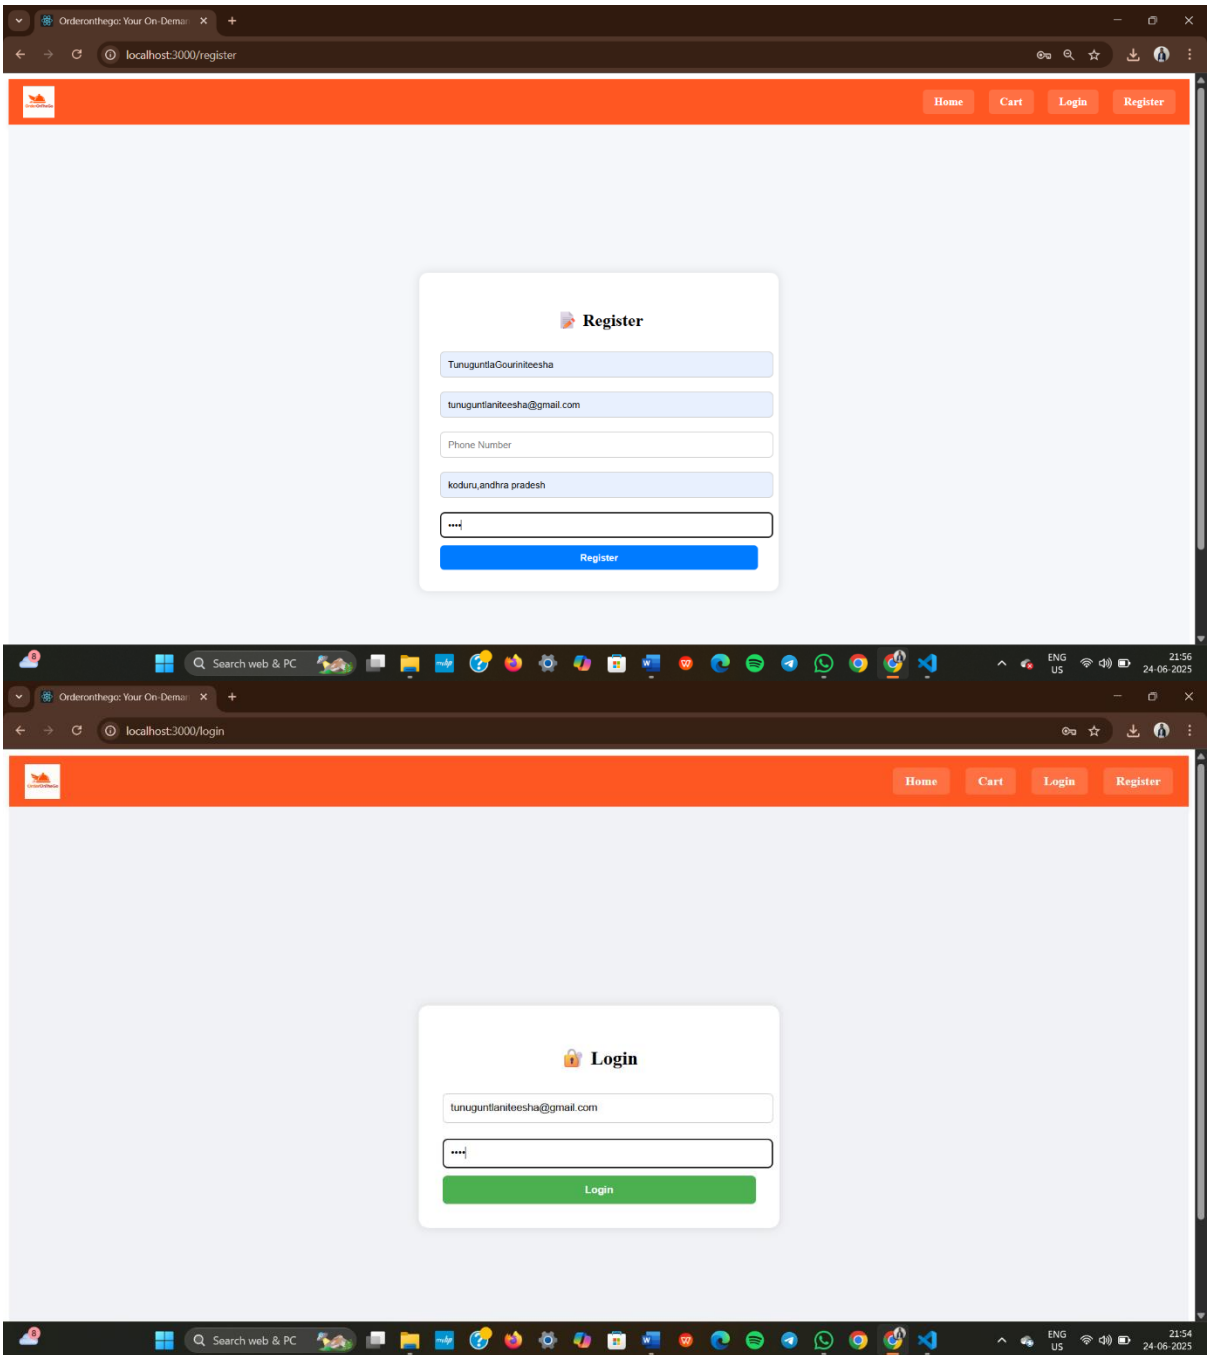 Orderonthego: Your On-Deman
localhost:3000/register
Home Cart Login Register
Register
TunuguntlaGouriniteesha
tunuguntlaniteesha@gmail.com
Phone Number
koduru,andhra pradesh
Register
8
Search web & PC
ENG
US
21:56
24-06-2025
Orderonthego: Your On-Deman
localhost:3000/login
Home Cart Login Register
Login
tunuguntlaniteesha@gmail.com
Login
8
Search web & PC
ENG
US
21:54
24-06-2025